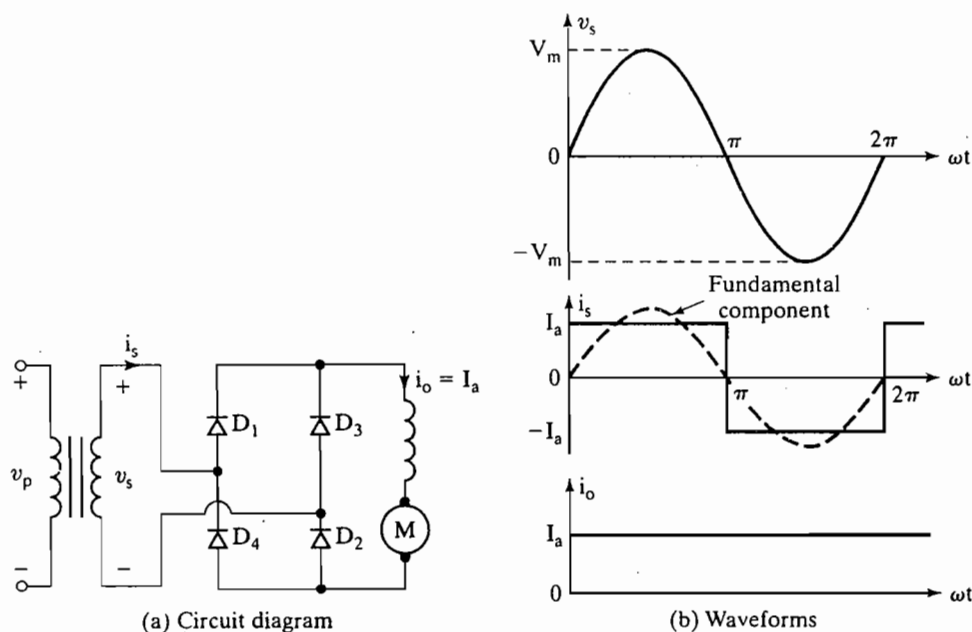 v_s
V_m
π
2π
0
ωt
−V_m
Fundamental
component
i_s
I_a
0
π
2π
ωt
−I_a
i_o
I_a
0
ωt
(b) Waveforms
i_s
+
+
i_o = I_a
D_1
D_3
v_p
v_s
M
D_4
D_2
−
−
(a) Circuit diagram